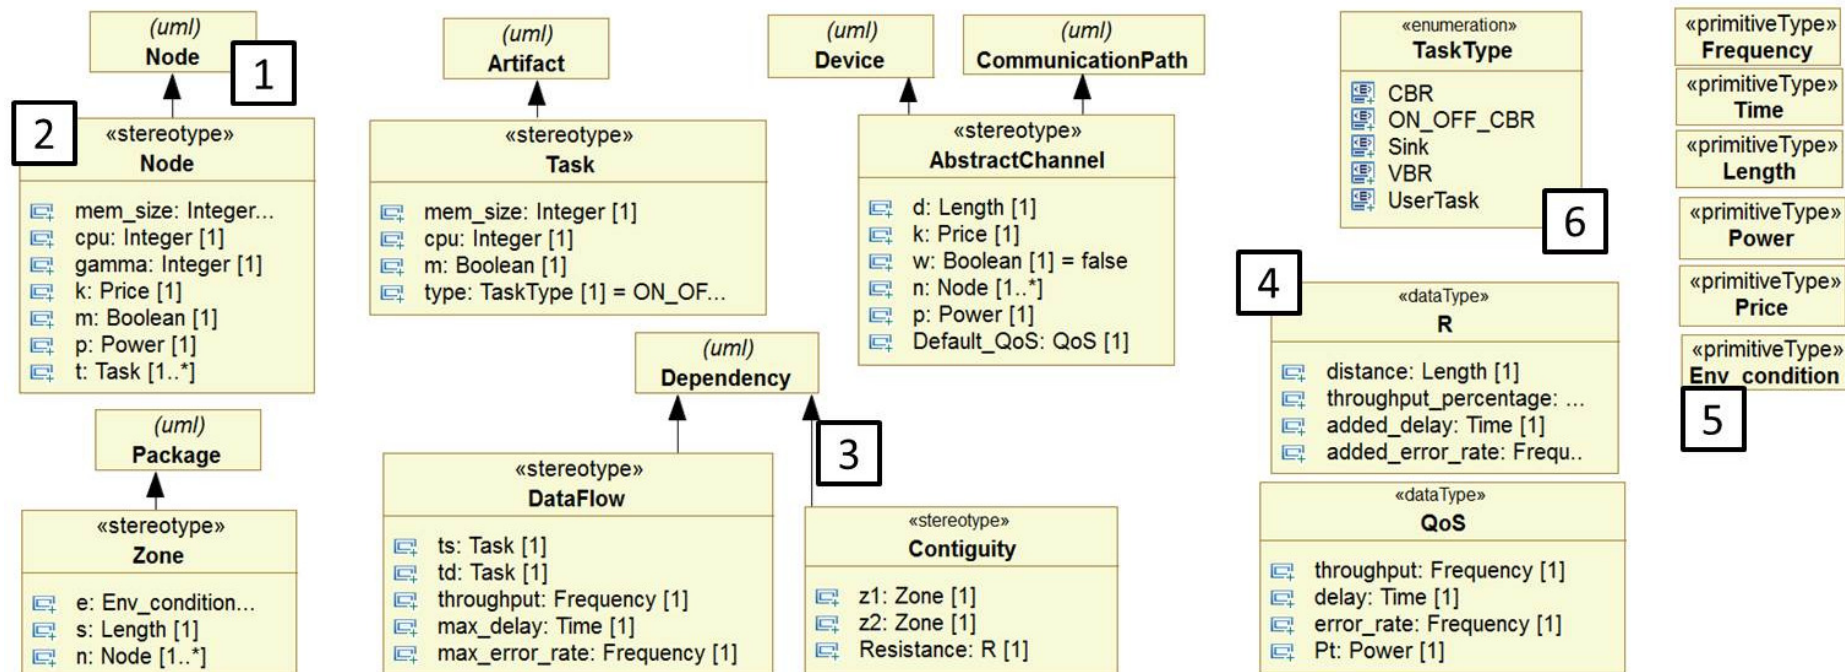 (uml)
Node
1
2
«stereotype»
Node
mem_size: Integer...
cpu: Integer [1]
gamma: Integer [1]
k: Price [1]
m: Boolean [1]
p: Power [1]
t: Task [1..*]
(uml)
Package
«stereotype»
Zone
e: Env_condition...
s: Length [1]
n: Node [1..*]
(uml)
Artifact
«stereotype»
Task
mem_size: Integer [1]
cpu: Integer [1]
m: Boolean [1]
type: TaskType [1] = ON_OF...
(uml)
Device
(uml)
CommunicationPath
«stereotype»
AbstractChannel
d: Length [1]
k: Price [1]
w: Boolean [1] = false
n: Node [1..*]
p: Power [1]
Default_QoS: QoS [1]
(uml)
Dependency
3
«stereotype»
DataFlow
ts: Task [1]
td: Task [1]
throughput: Frequency [1]
max_delay: Time [1]
max_error_rate: Frequency [1]
«stereotype»
Contiguity
z1: Zone [1]
z2: Zone [1]
Resistance: R [1]
«enumeration»
TaskType
CBR
ON_OFF_CBR
Sink
VBR
UserTask
6
4
«dataType»
R
distance: Length [1]
throughput_percentage: ...
added_delay: Time [1]
added_error_rate: Frequ..
«dataType»
QoS
throughput: Frequency [1]
delay: Time [1]
error_rate: Frequency [1]
Pt: Power [1]
«primitiveType»
Frequency
«primitiveType»
Time
«primitiveType»
Length
«primitiveType»
Power
«primitiveType»
Price
«primitiveType»
Env_condition
5